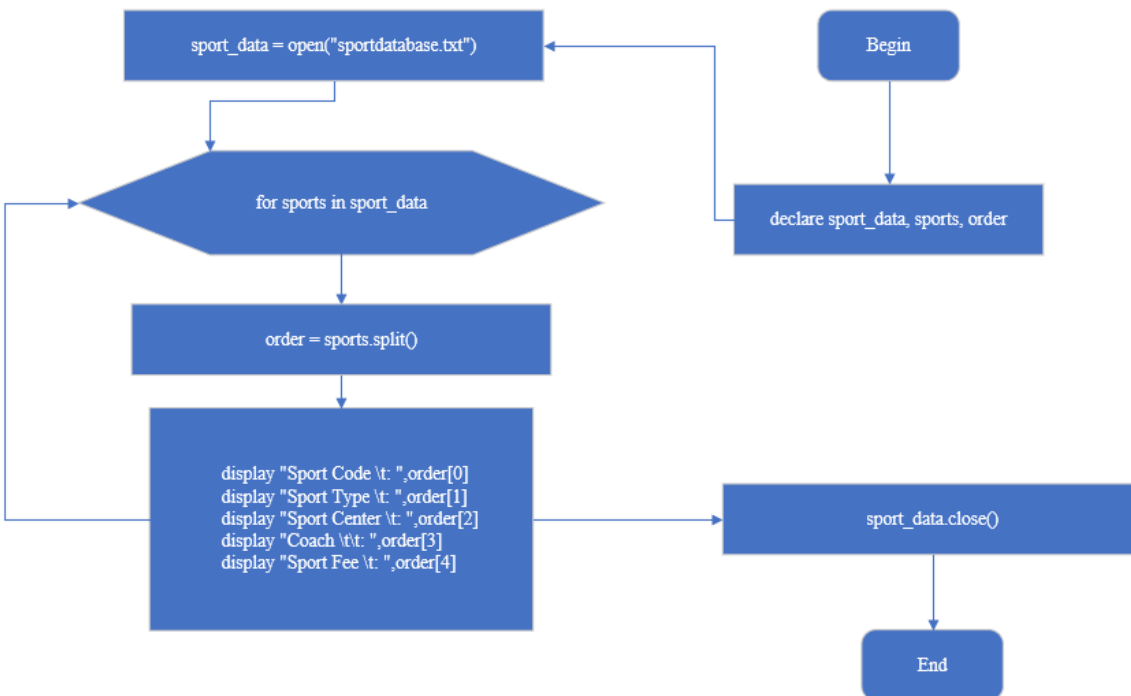 Begin
declare sport_data, sports, order
sport_data = open("sportdatabase.txt")
for sports in sport_data
order = sports.split()
display "Sport Code \t: ",order[0]
display "Sport Type \t: ",order[1]
display "Sport Center \t: ",order[2]
display "Coach \t\t: ",order[3]
display "Sport Fee \t: ",order[4]
sport_data.close()
End